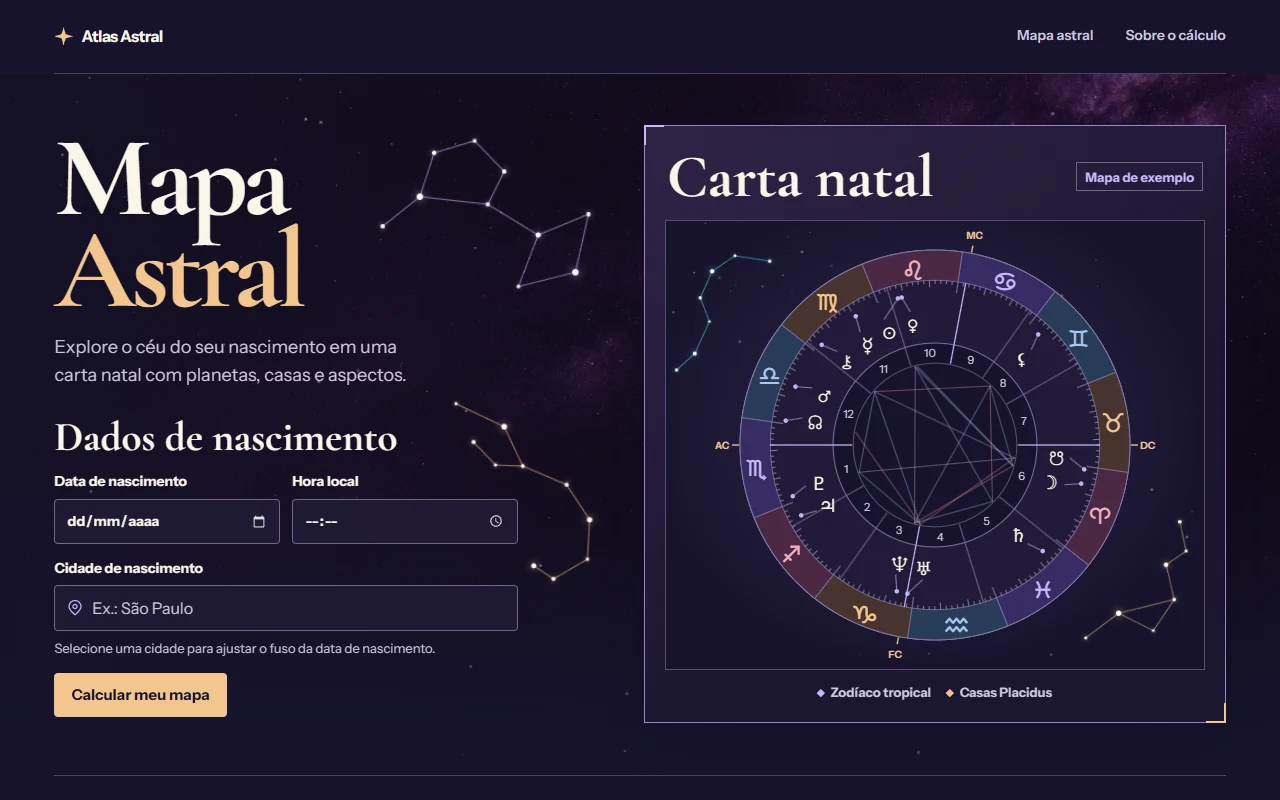 Atlas Astral
Mapa astral
Sobre o cálculo
Mapa
Astral
Explore o céu do seu nascimento em uma
carta natal com planetas, casas e aspectos.
Dados de nascimento
Data de nascimento
Hora local
dd/mm/aaaa
--:--
Cidade de nascimento
Ex.: São Paulo
Selecione uma cidade para ajustar o fuso da data de nascimento.
Calcular meu mapa
Carta natal
Mapa de exemplo
MC
♌︎
♋︎
♍︎
♊︎
♎︎
♉︎
♏︎
♈︎
♐︎
♓︎
♑︎
♒︎
☿
☉
♀
⚸
⚷
♂
☊
☋
☽
♇
♃
♄
♆
♅
10
9
11
8
12
7
1
6
2
5
3
4
AC
DC
FC
Zodíaco tropical
Casas Placidus